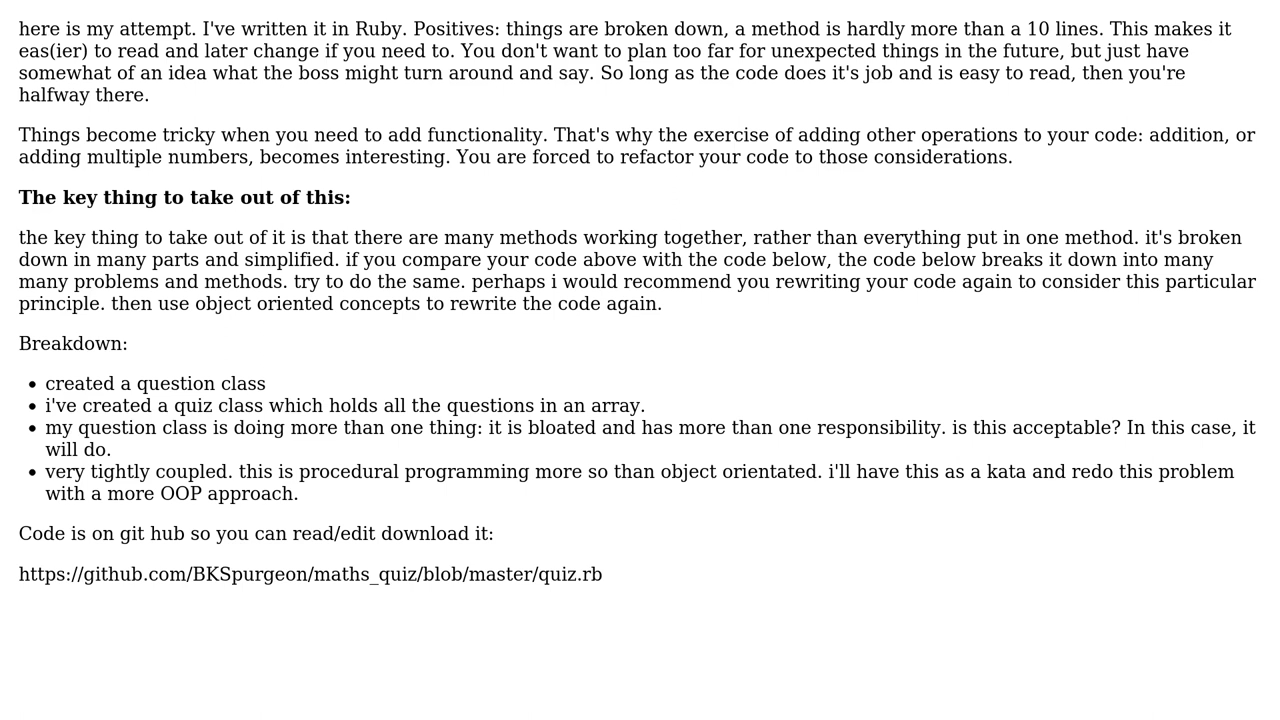 here is my attempt. I've written it in Ruby. Positives: things are broken down, a method is hardly more than a 10 lines. This makes it
eas(ier) to read and later change if you need to. You don't want to plan too far for unexpected things in the future, but just have
somewhat of an idea what the boss might turn around and say. So long as the code does it's job and is easy to read, then you're
halfway there.
Things become tricky when you need to add functionality. That's why the exercise of adding other operations to your code: addition, or
adding multiple numbers, becomes interesting. You are forced to refactor your code to those considerations.
The key thing to take out of this:
the key thing to take out of it is that there are many methods working together, rather than everything put in one method. it's broken
down in many parts and simplified. if you compare your code above with the code below, the code below breaks it down into many
many problems and methods. try to do the same. perhaps i would recommend you rewriting your code again to consider this particular
principle. then use object oriented concepts to rewrite the code again.
Breakdown:
• created a question class
• i've created a quiz class which holds all the questions in an array.
• my question class is doing more than one thing: it is bloated and has more than one responsibility. is this acceptable? In this case, it
will do.
• very tightly coupled. this is procedural programming more so than object orientated. i'll have this as a kata and redo this problem
with a more OOP approach.
Code is on git hub so you can read/edit download it:
https://github.com/BKSpurgeon/maths_quiz/blob/master/quiz.rb